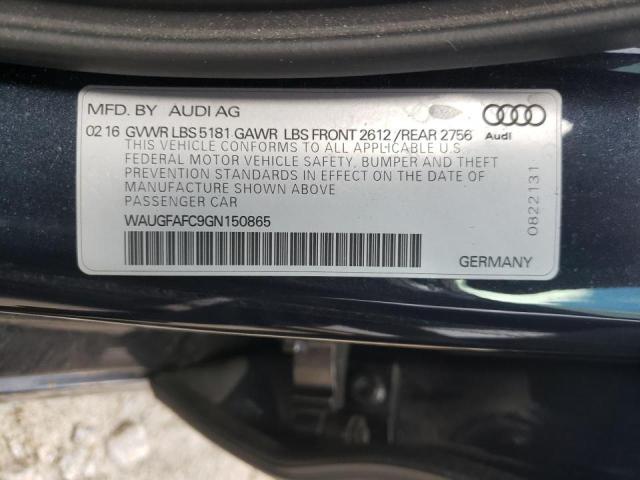 MFD. BY AUDI AG
02 16 GVWR LBS 5181 GAWR LBS FRONT 2612 /REAR 2756
Audi
THIS VEHICLE CONFORMS TO ALL APPLICABLE U.S.
FEDERAL MOTOR VEHICLE SAFETY, BUMPER AND THEFT
PREVENTION STANDARDS IN EFFECT ON THE DATE OF
MANUFACTURE SHOWN ABOVE
PASSENGER CAR
WAUGFAFC9GN150865
GERMANY
0822131